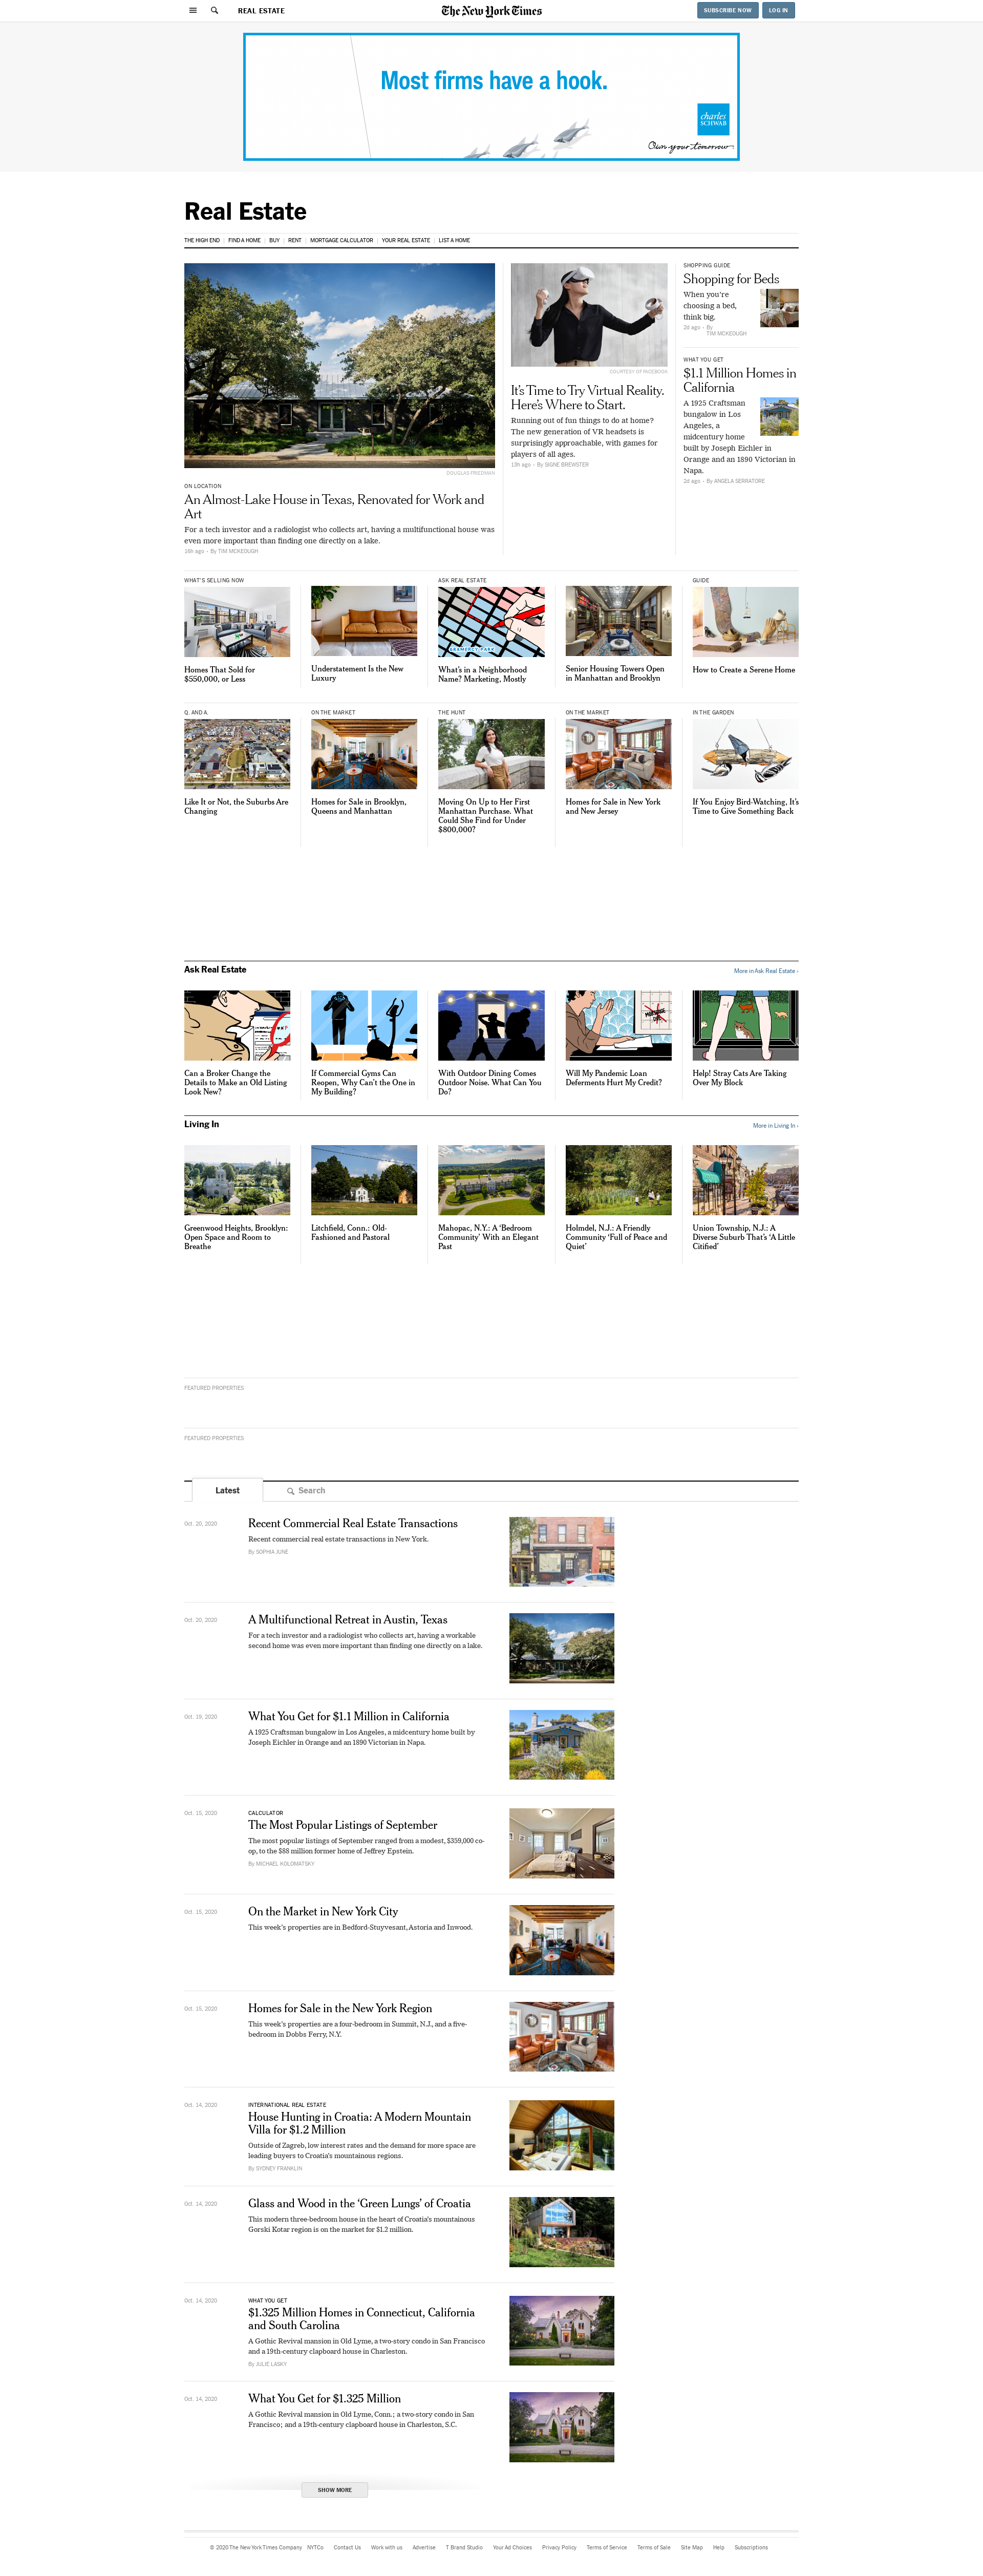 REAL ESTATE
The New York Times
SUBSCRIBE NOW
LOG IN
Most firms have a hook.
charles
SCHWAB
Own your tomorrow
Real Estate
THE HIGH END
FIND A HOME
BUY
RENT
MORTGAGE CALCULATOR
YOUR REAL ESTATE
LIST A HOME
DOUGLAS FRIEDMAN
ON LOCATION
An Almost-Lake House in Texas, Renovated for Work and
Art
For a tech investor and a radiologist who collects art, having a multifunctional house was
even more important than finding one directly on a lake.
16h ago • By TIM MCKEOUGH
COURTESY OF FACEBOOK
It's Time to Try Virtual Reality.
Here's Where to Start.
Running out of fun things to do at home?
The new generation of VR headsets is
surprisingly approachable, with games for
players of all ages.
13h ago • By SIGNE BREWSTER
SHOPPING GUIDE
Shopping for Beds
When you're
choosing a bed,
think big.
2d ago • By
TIM MCKEOUGH
WHAT YOU GET
$1.1 Million Homes in
California
A 1925 Craftsman
bungalow in Los
Angeles, a
midcentury home
built by Joseph Eichler in
Orange and an 1890 Victorian in
Napa.
2d ago • By ANGELA SERRATORE
WHAT'S SELLING NOW
Homes That Sold for
$550,000, or Less
Understatement Is the New
Luxury
ASK REAL ESTATE
GRAMERCY PARK
What's in a Neighborhood
Name? Marketing, Mostly
Senior Housing Towers Open
in Manhattan and Brooklyn
GUIDE
How to Create a Serene Home
Q. AND A.
Like It or Not, the Suburbs Are
Changing
ON THE MARKET
Homes for Sale in Brooklyn,
Queens and Manhattan
THE HUNT
Moving On Up to Her First
Manhattan Purchase. What
Could She Find for Under
$800,000?
ON THE MARKET
Homes for Sale in New York
and New Jersey
IN THE GARDEN
If You Enjoy Bird-Watching, It's
Time to Give Something Back
Ask Real Estate
More in Ask Real Estate ›
Can a Broker Change the
Details to Make an Old Listing
Look New?
If Commercial Gyms Can
Reopen, Why Can't the One in
My Building?
With Outdoor Dining Comes
Outdoor Noise. What Can You
Do?
Will My Pandemic Loan
Deferments Hurt My Credit?
Help! Stray Cats Are Taking
Over My Block
Living In
More in Living In ›
Greenwood Heights, Brooklyn:
Open Space and Room to
Breathe
Litchfield, Conn.: Old-
Fashioned and Pastoral
Mahopac, N.Y.: A 'Bedroom
Community' With an Elegant
Past
Holmdel, N.J.: A Friendly
Community 'Full of Peace and
Quiet'
Union Township, N.J.: A
Diverse Suburb That's 'A Little
Citified'
FEATURED PROPERTIES
FEATURED PROPERTIES
Latest
Search
Oct. 20, 2020
Recent Commercial Real Estate Transactions
Recent commercial real estate transactions in New York.
By SOPHIA JUNE
Oct. 20, 2020
A Multifunctional Retreat in Austin, Texas
For a tech investor and a radiologist who collects art, having a workable
second home was even more important than finding one directly on a lake.
Oct. 19, 2020
What You Get for $1.1 Million in California
A 1925 Craftsman bungalow in Los Angeles, a midcentury home built by
Joseph Eichler in Orange and an 1890 Victorian in Napa.
Oct. 15, 2020
CALCULATOR
The Most Popular Listings of September
The most popular listings of September ranged from a modest, $359,000 co-
op, to the $88 million former home of Jeffrey Epstein.
By MICHAEL KOLOMATSKY
Oct. 15, 2020
On the Market in New York City
This week's properties are in Bedford-Stuyvesant, Astoria and Inwood.
Oct. 15, 2020
Homes for Sale in the New York Region
This week's properties are a four-bedroom in Summit, N.J., and a five-
bedroom in Dobbs Ferry, N.Y.
Oct. 14, 2020
INTERNATIONAL REAL ESTATE
House Hunting in Croatia: A Modern Mountain
Villa for $1.2 Million
Outside of Zagreb, low interest rates and the demand for more space are
leading buyers to Croatia's mountainous regions.
By SYDNEY FRANKLIN
Oct. 14, 2020
Glass and Wood in the 'Green Lungs' of Croatia
This modern three-bedroom house in the heart of Croatia's mountainous
Gorski Kotar region is on the market for $1.2 million.
Oct. 14, 2020
WHAT YOU GET
$1.325 Million Homes in Connecticut, California
and South Carolina
A Gothic Revival mansion in Old Lyme, a two-story condo in San Francisco
and a 19th-century clapboard house in Charleston.
By JULIE LASKY
Oct. 14, 2020
What You Get for $1.325 Million
A Gothic Revival mansion in Old Lyme, Conn.; a two-story condo in San
Francisco; and a 19th-century clapboard house in Charleston, S.C.
SHOW MORE
© 2020 The New York Times Company
NYTCo
Contact Us
Work with us
Advertise
T Brand Studio
Your Ad Choices
Privacy Policy
Terms of Service
Terms of Sale
Site Map
Help
Subscriptions